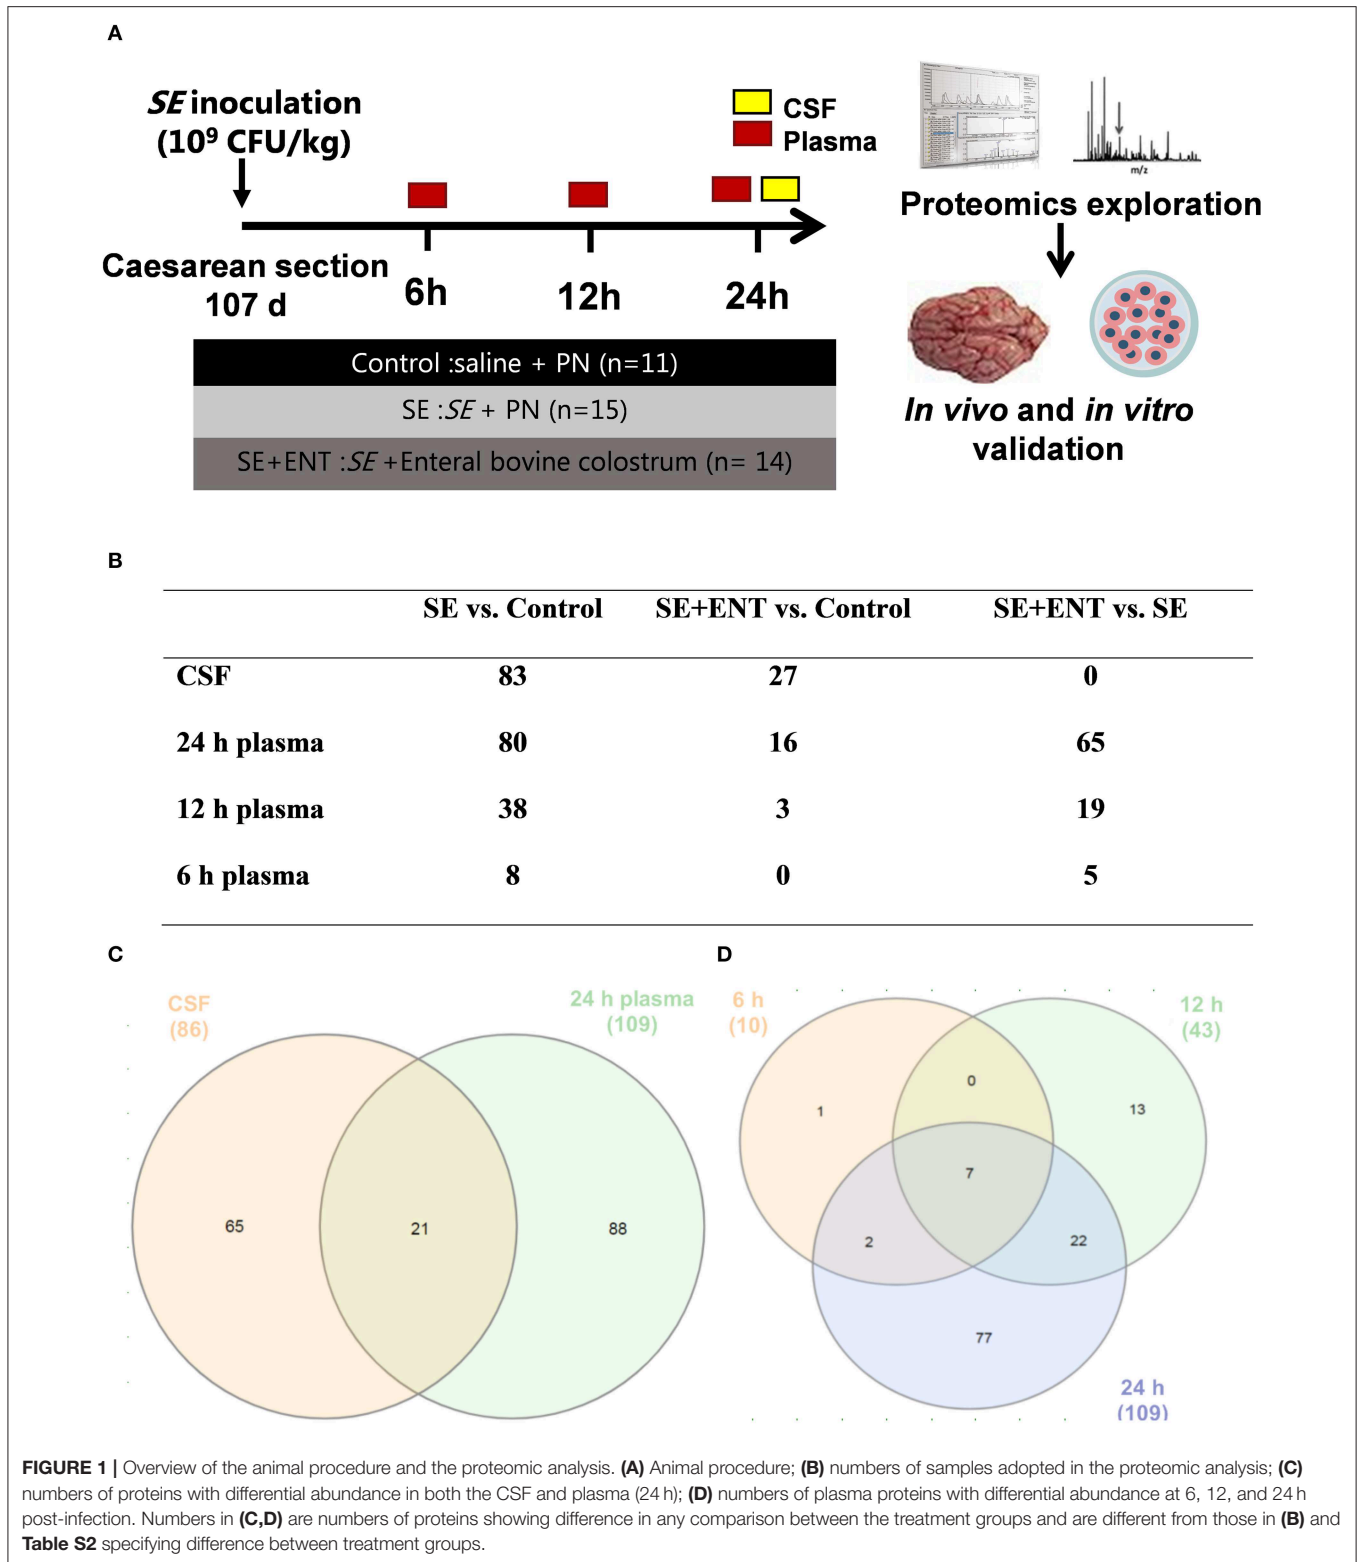 A
SE inoculation
(10⁹ CFU/kg)
CSF
Plasma
Caesarean section
107 d
6h
12h
24h
Control :saline + PN (n=11)
SE :SE + PN (n=15)
SE+ENT :SE +Enteral bovine colostrum (n= 14)
m/z
Proteomics exploration
In vivo and in vitro
validation
B
SE vs. Control SE+ENT vs. Control SE+ENT vs. SE
CSF 83 27 0
24 h plasma 80 16 65
12 h plasma 38 3 19
6 h plasma 8 0 5
C
CSF
(86)
24 h plasma
(109)
65
21
88
D
6 h
(10)
12 h
(43)
0
1
13
7
2
22
77
24 h
(109)
FIGURE 1 | Overview of the animal procedure and the proteomic analysis. (A) Animal procedure; (B) numbers of samples adopted in the proteomic analysis; (C)
numbers of proteins with differential abundance in both the CSF and plasma (24 h); (D) numbers of plasma proteins with differential abundance at 6, 12, and 24 h
post-infection. Numbers in (C,D) are numbers of proteins showing difference in any comparison between the treatment groups and are different from those in (B) and
Table S2 specifying difference between treatment groups.